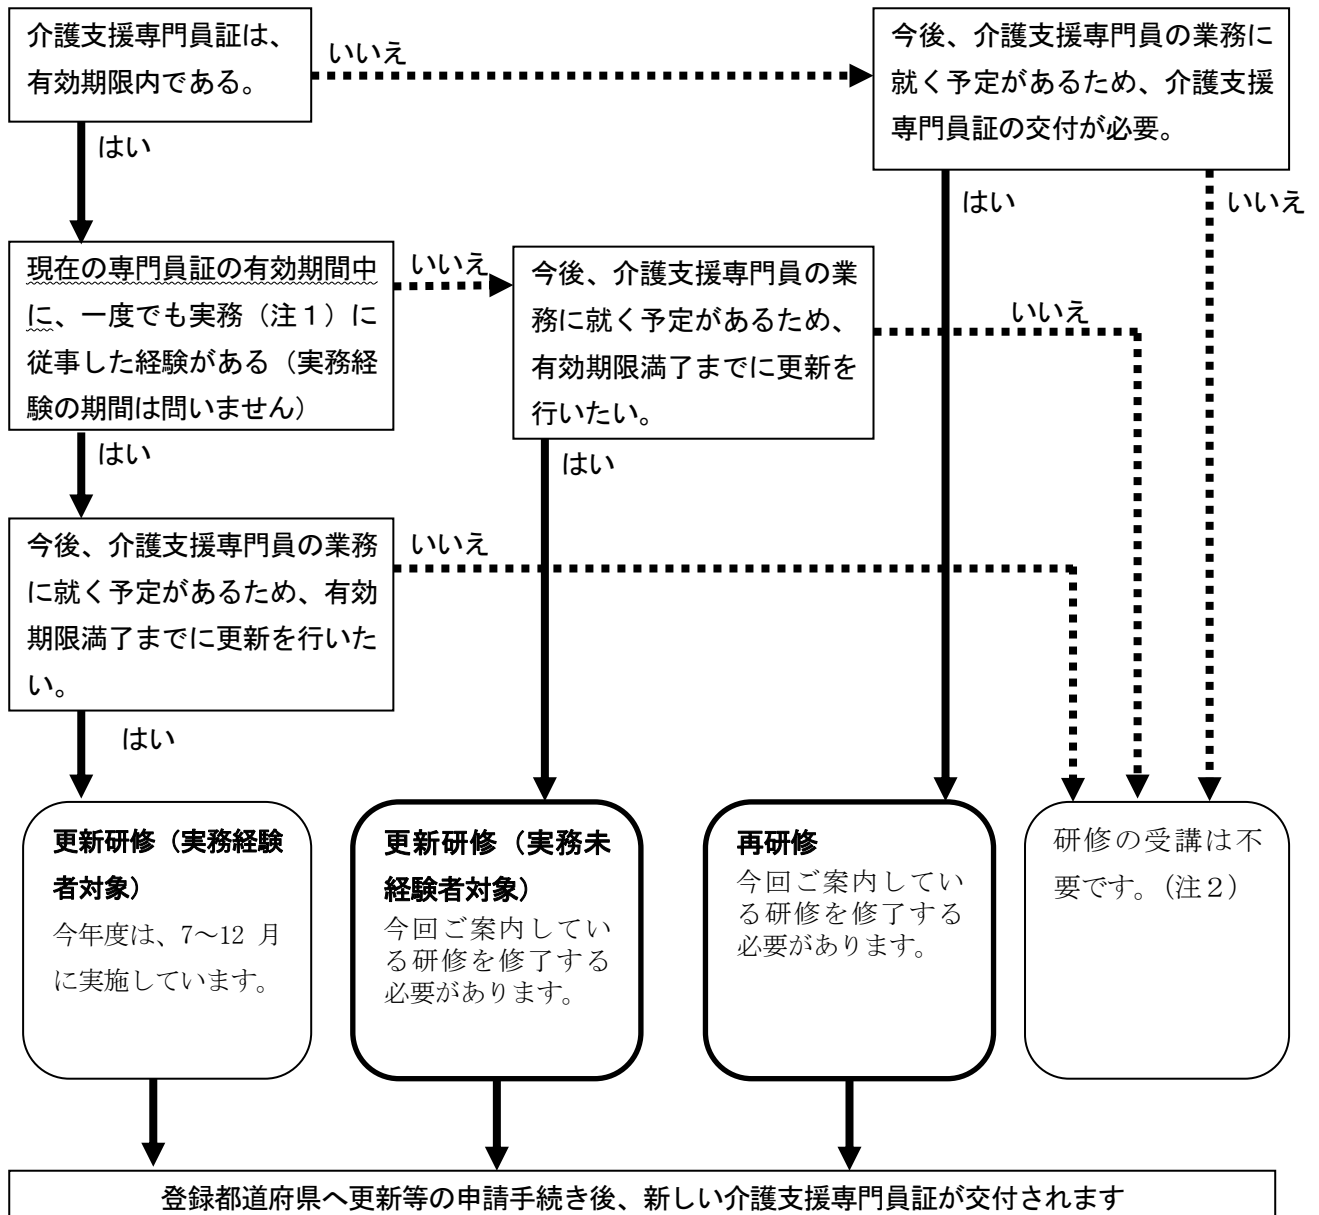 介護支援専門員証は、
有効期限内である。
いいえ
今後、介護支援専門員の業務に
就く予定があるため、介護支援
専門員証の交付が必要。
はい
はい
いいえ
現在の専門員証の有効期間中
に、一度でも実務（注１）に
従事した経験がある（実務経
験の期間は問いません）
いいえ
今後、介護支援専門員の業
務に就く予定があるため、
有効期限満了までに更新を
行いたい。
いいえ
はい
はい
今後、介護支援専門員の業務
に就く予定があるため、有効
期限満了までに更新を行いた
い。
いいえ
はい
更新研修（実務経験
者対象）
今年度は、7～12 月
に実施しています。
更新研修（実務未
経験者対象）
今回ご案内してい
る研修を修了する
必要があります。
再研修
今回ご案内してい
る研修を修了する
必要があります。
研修の受講は不
要です。（注２）
登録都道府県へ更新等の申請手続き後、新しい介護支援専門員証が交付されます